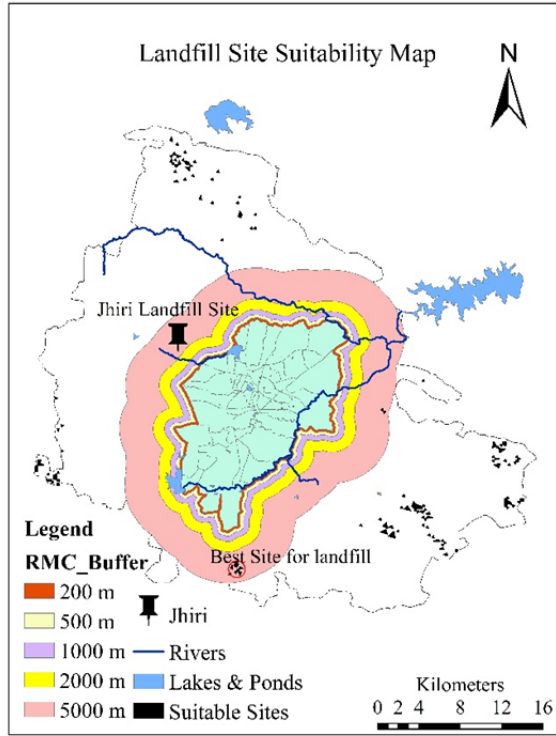 Landfill Site Suitability Map
N
Jhiri Landfill Site
Best Site for landfill
Legend
RMC_Buffer
200 m
500 m
1000 m
2000 m
5000 m
Jhiri
Rivers
Lakes & Ponds
Suitable Sites
Kilometers
0 2 4 8 12 16